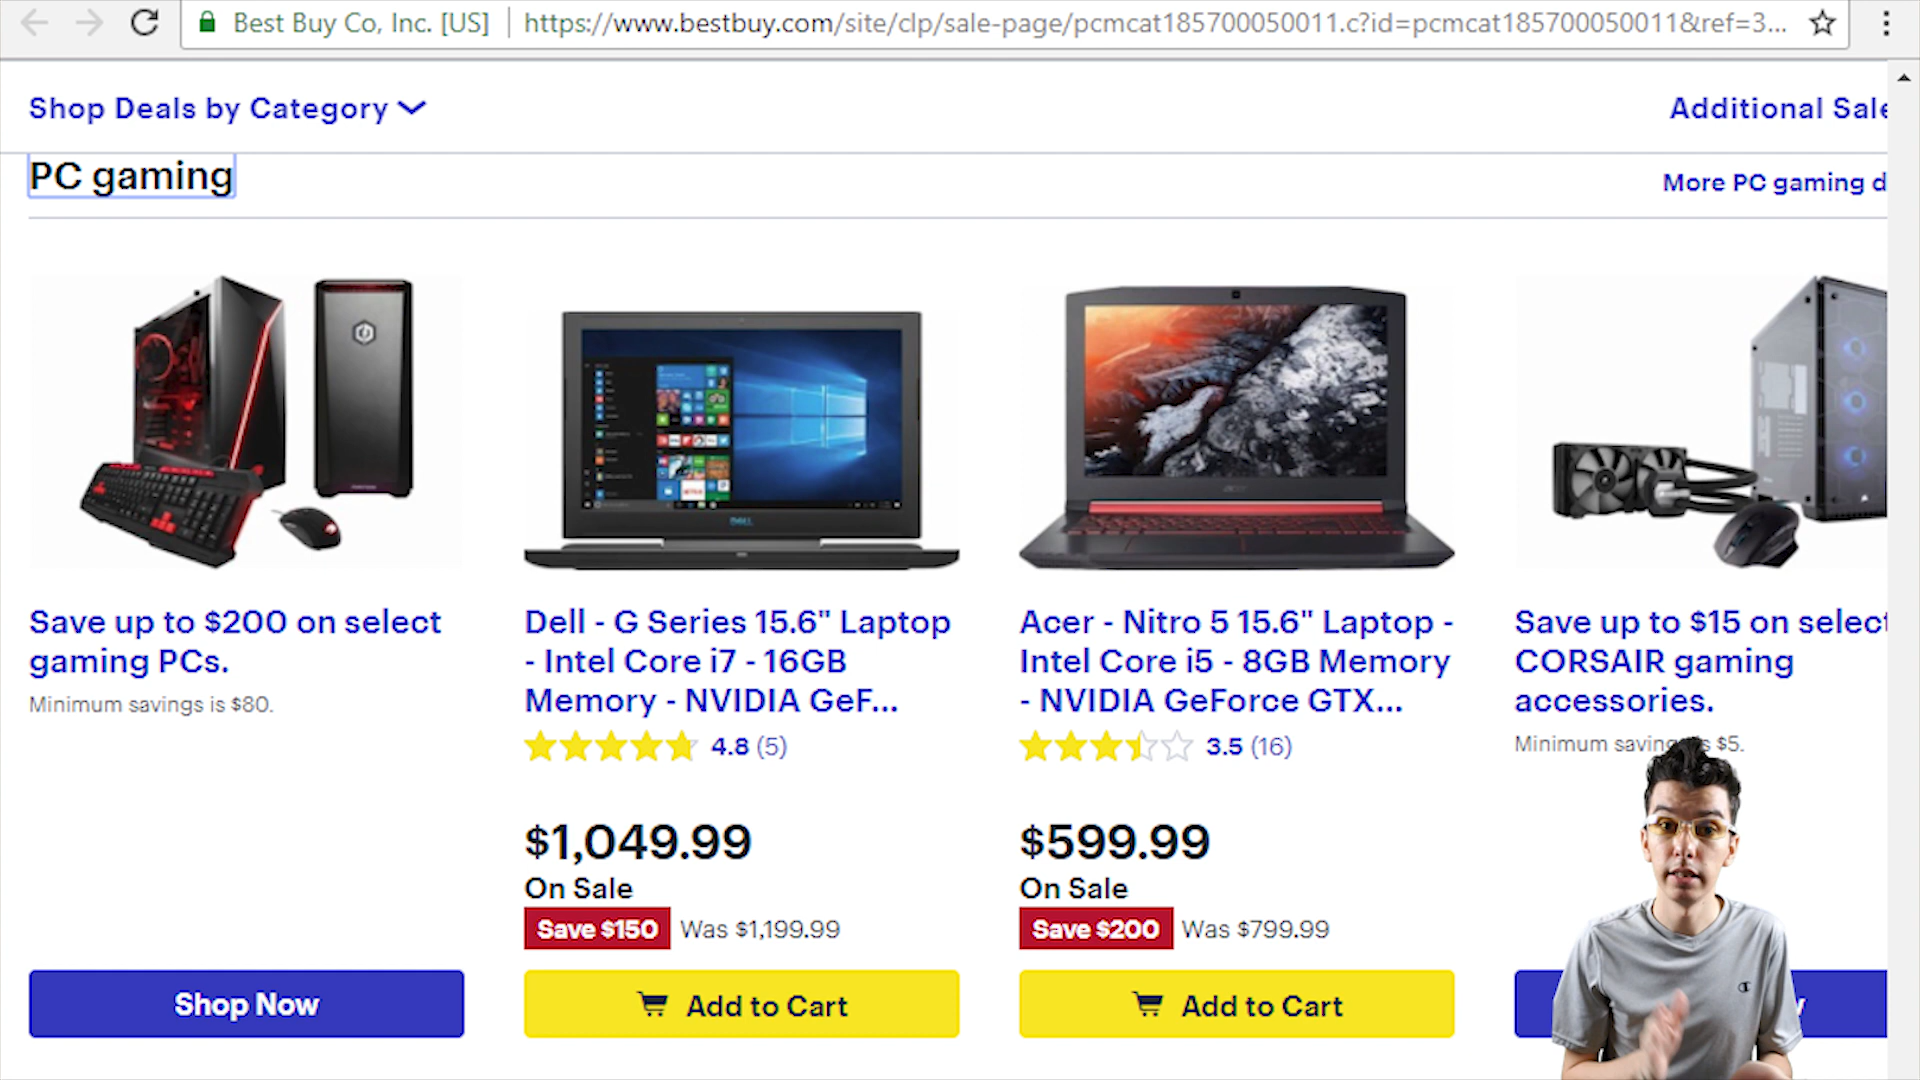 Best Buy Co, Inc. [US] https://www.bestbuy.com/site/clp/sale-page/pcmcat185700050011.c?id=pcmcat185700050011&ref=3...
Shop Deals by Category
Additional Sale
PC gaming
More PC gaming d
Save up to $200 on select
gaming PCs.
Minimum savings is $80.
DELL
Dell - G Series 15.6" Laptop
- Intel Core i7 - 16GB
Memory - NVIDIA GeF...
4.8 (5)
$1,049.99
On Sale
Save $150 Was $1,199.99
acer
Acer - Nitro 5 15.6" Laptop -
Intel Core i5 - 8GB Memory
- NVIDIA GeForce GTX...
3.5 (16)
$599.99
On Sale
Save $200 Was $799.99
Save up to $15 on select
CORSAIR gaming
accessories.
Minimum savings $5.
Shop Now
Add to Cart
Add to Cart